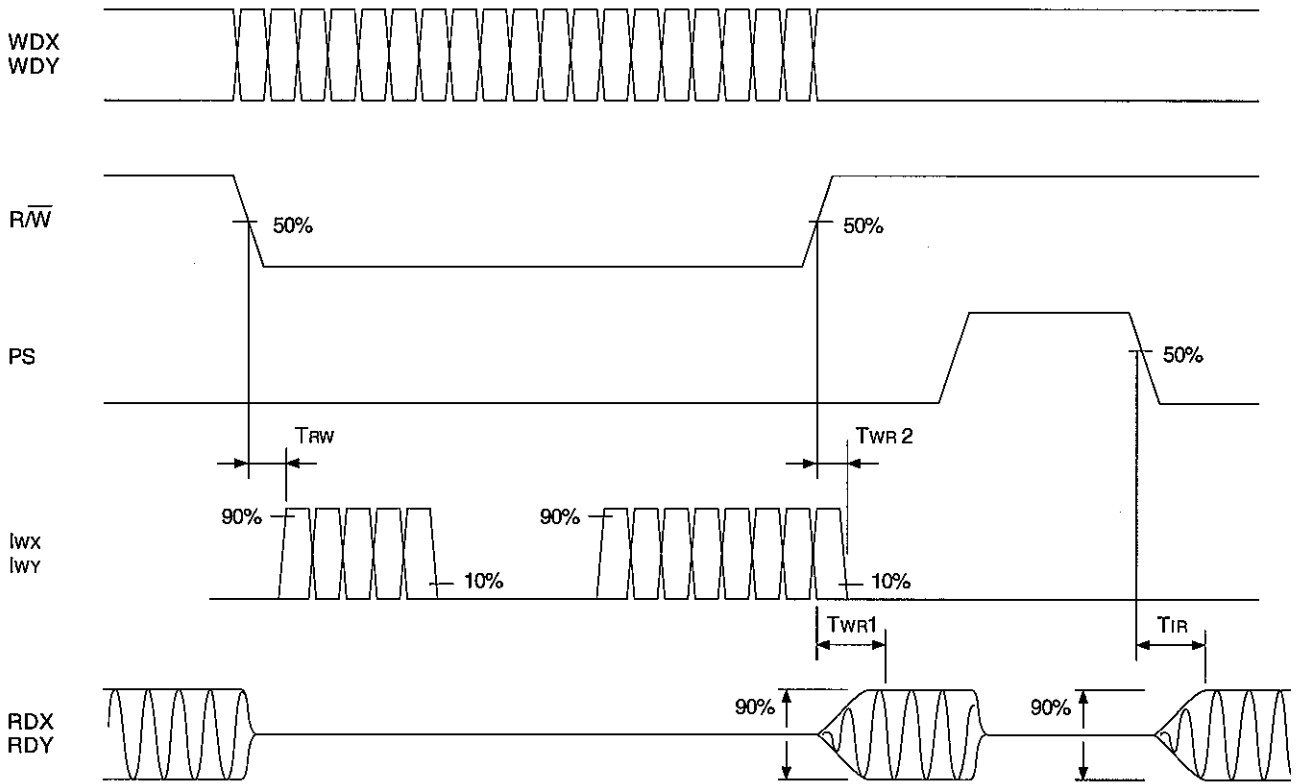 WDX
WDY
R/W̅
50%
50%
PS
50%
TRW
TWR 2
90%
90%
IWX
IWY
10%
10%
TWR1
TIR
RDX
RDY
90%
90%